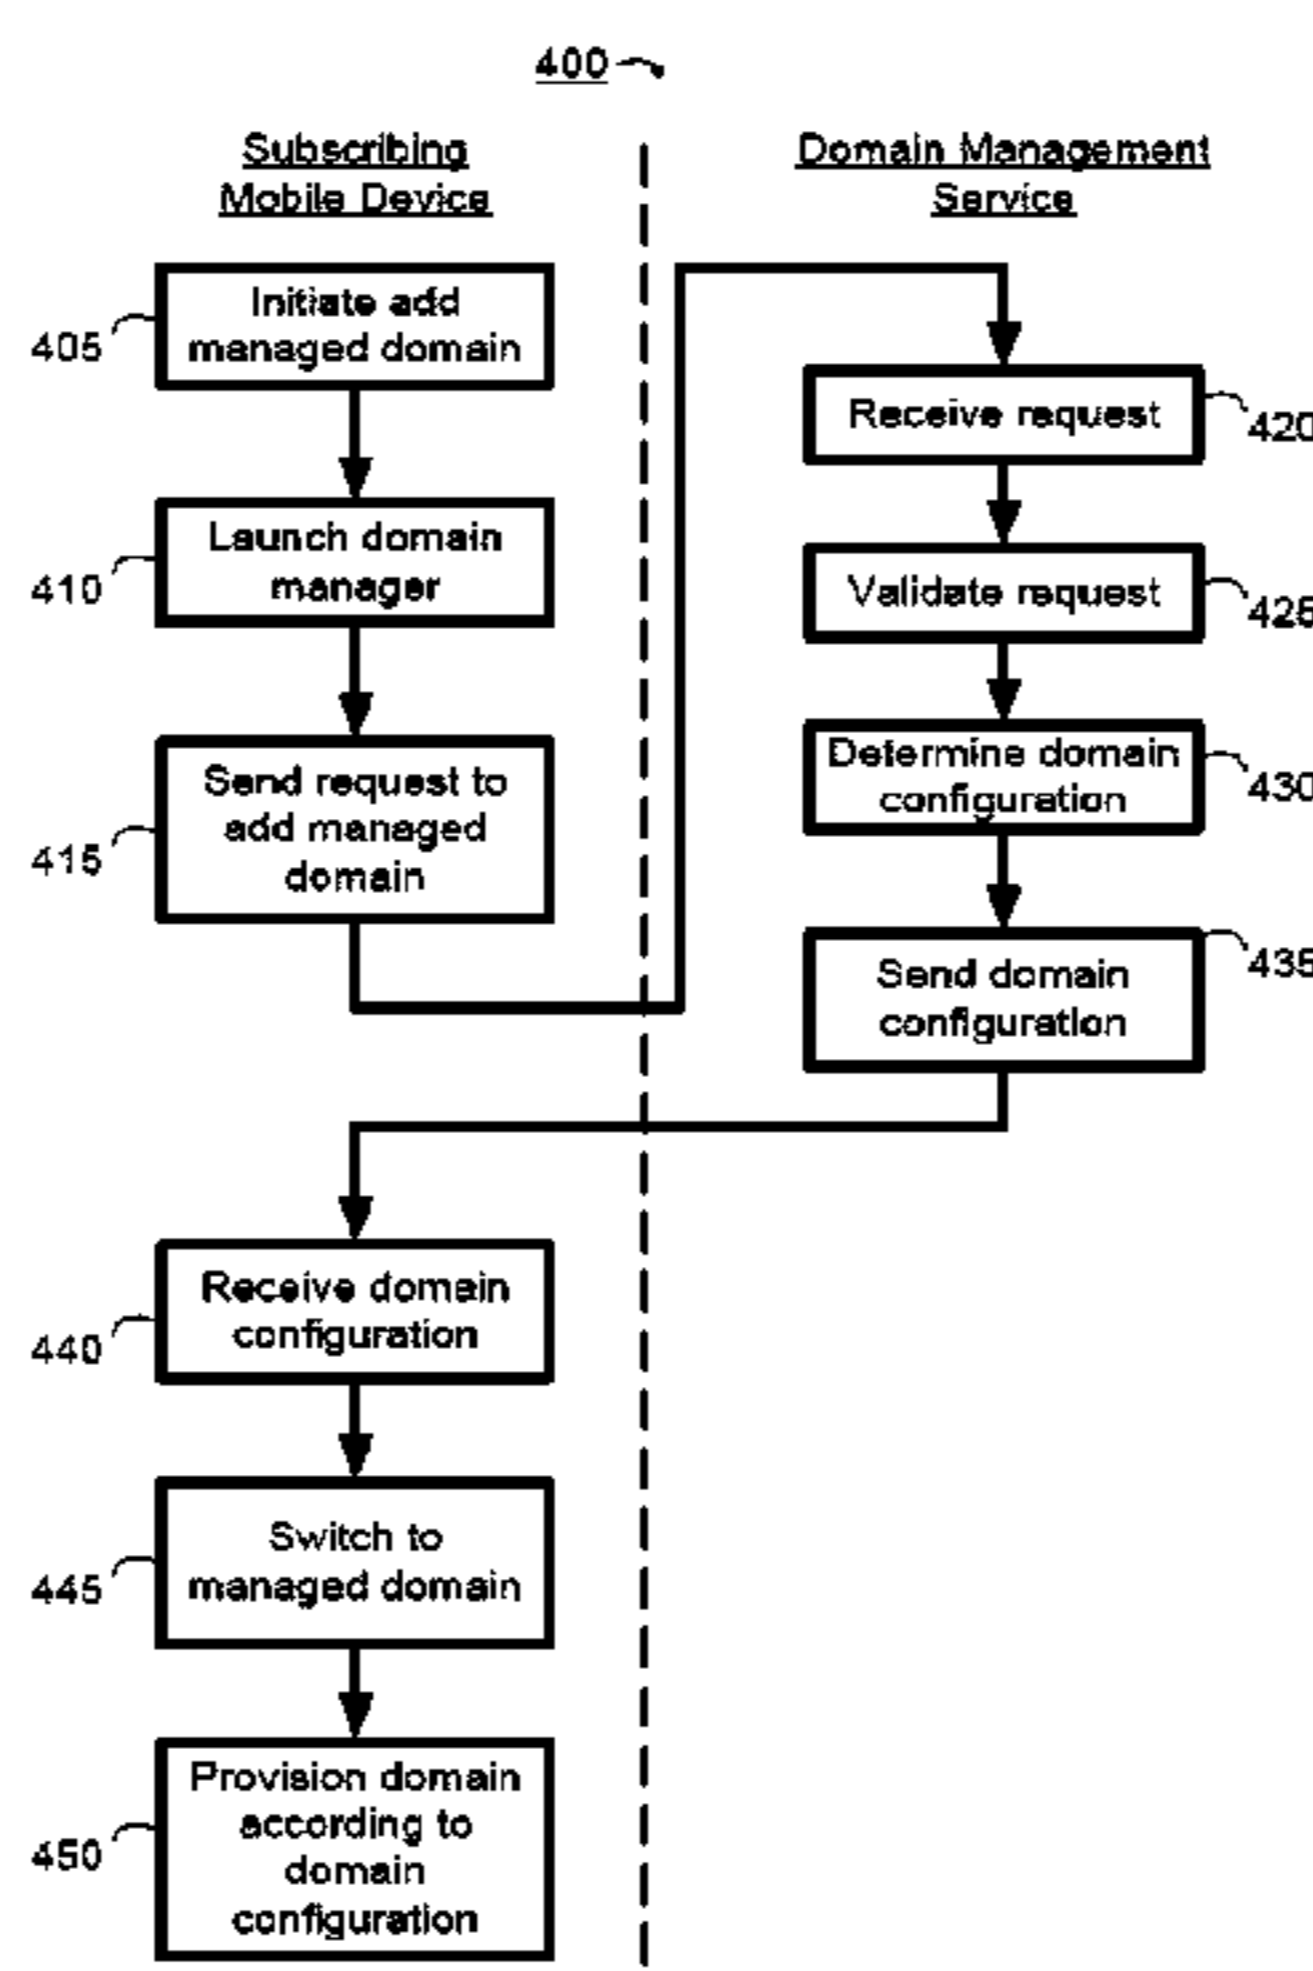 400
Subscribing
Mobile Device
Domain Management
Service
Initiate add
managed domain
405
Launch domain
manager
410
Send request to
add managed
domain
415
Receive request
420
Validate request
425
Determine domain
configuration
430
Send domain
configuration
435
Receive domain
configuration
440
Switch to
managed domain
445
Provision domain
according to
domain
configuration
450